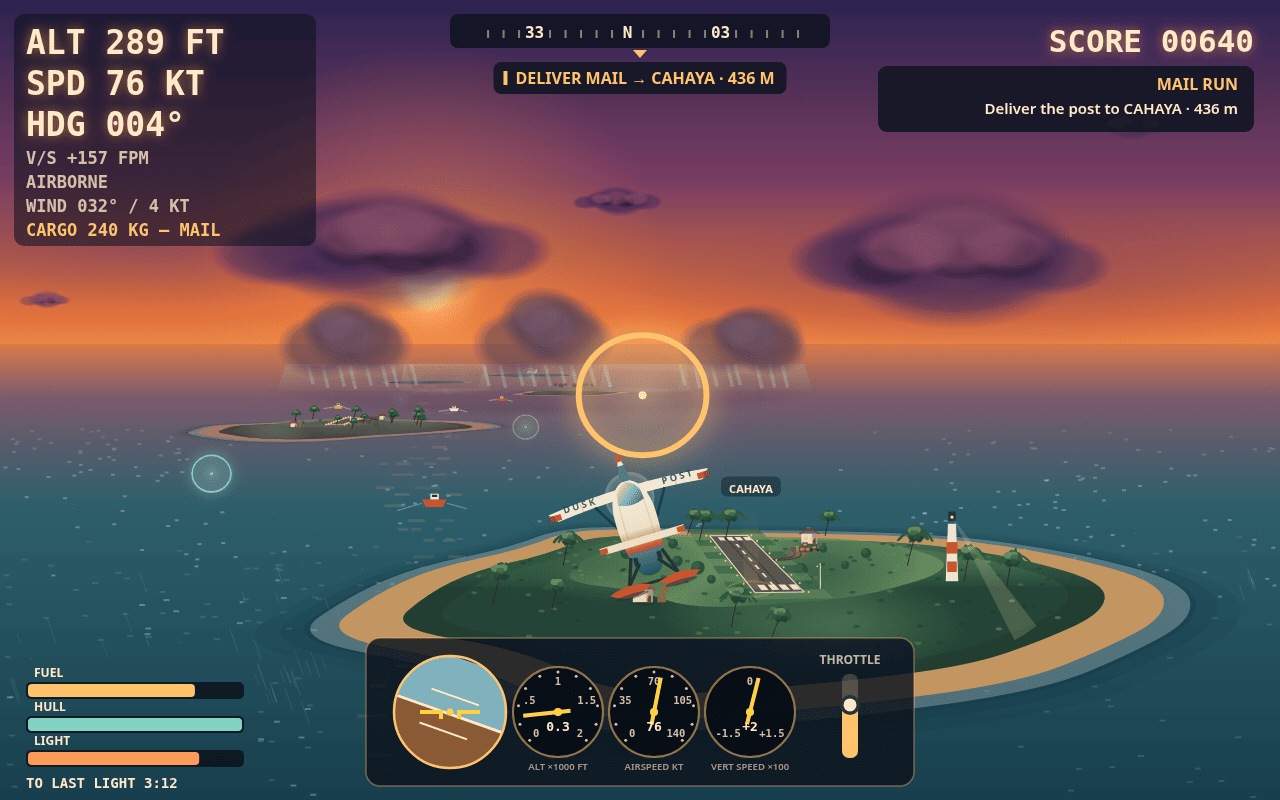 ALT 289 FT
SPD 76 KT
HDG 004°
V/S +157 FPM
AIRBORNE
WIND 032° / 4 KT
CARGO 240 KG — MAIL
33 N 03
DELIVER MAIL → CAHAYA · 436 M
SCORE 00640
MAIL RUN
Deliver the post to CAHAYA · 436 m
DUSK POST
CAHAYA
FUEL
HULL
LIGHT
TO LAST LIGHT 3:12
0 .5 1 1.5 2
0.3
ALT ×1000 FT
0 35 70 105 140
76
AIRSPEED KT
-1.5 0 +1.5
+2
VERT SPEED ×100
THROTTLE